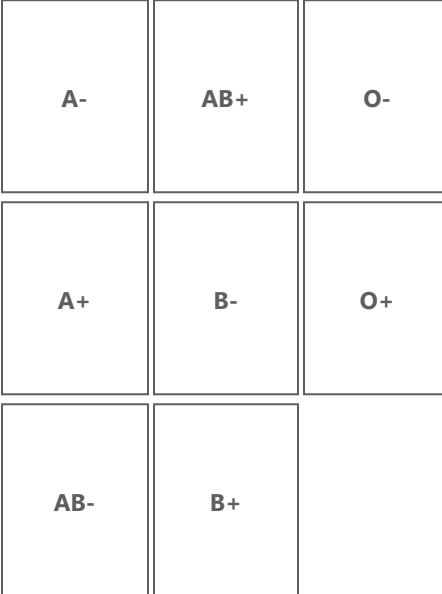 A-
AB+
O-
A+
B-
O+
AB-
B+